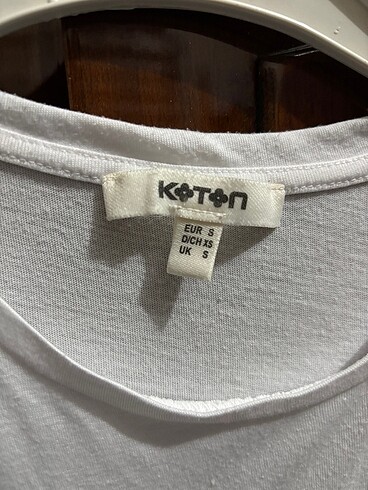 KOTON
EUR S
D/CH XS
UK S